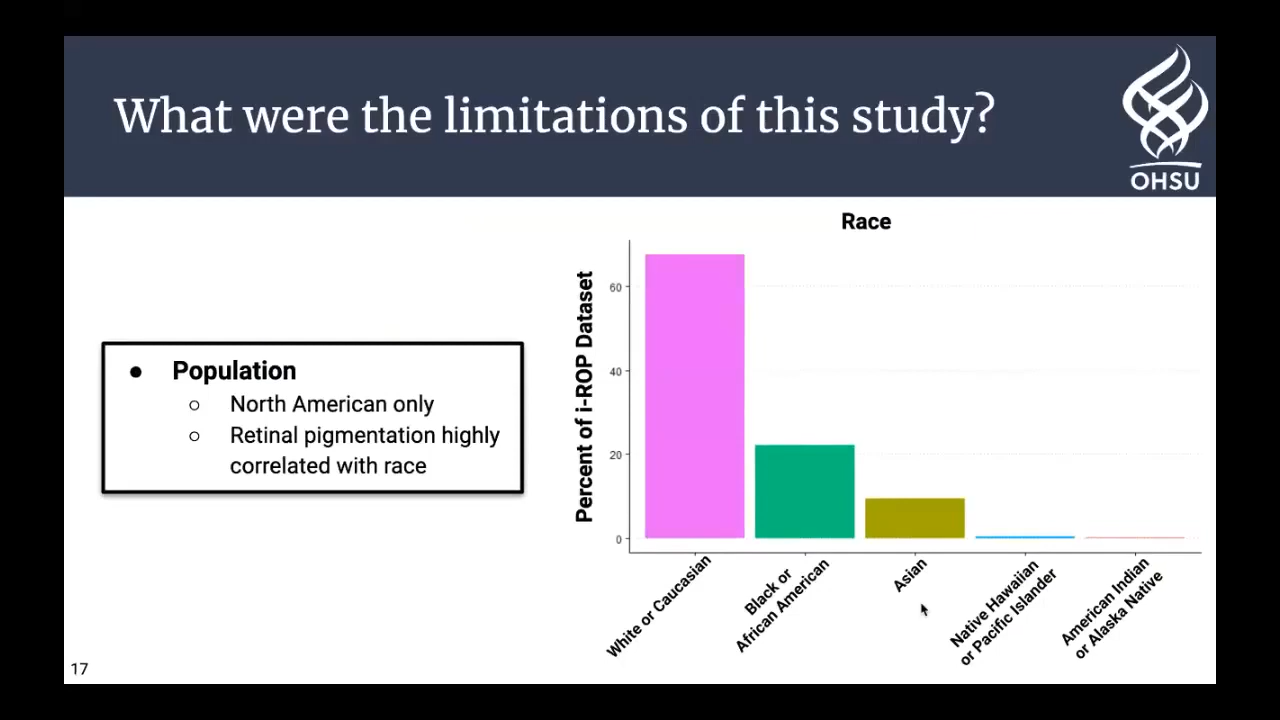 What were the limitations of this study?
OHSU
● Population
○ North American only
○ Retinal pigmentation highly
correlated with race
Race
Percent of i-ROP Dataset
60
40
20
0
White or Caucasian
Black or
African American
Asian
Native Hawaiian
or Pacific Islander
American Indian
or Alaska Native
17